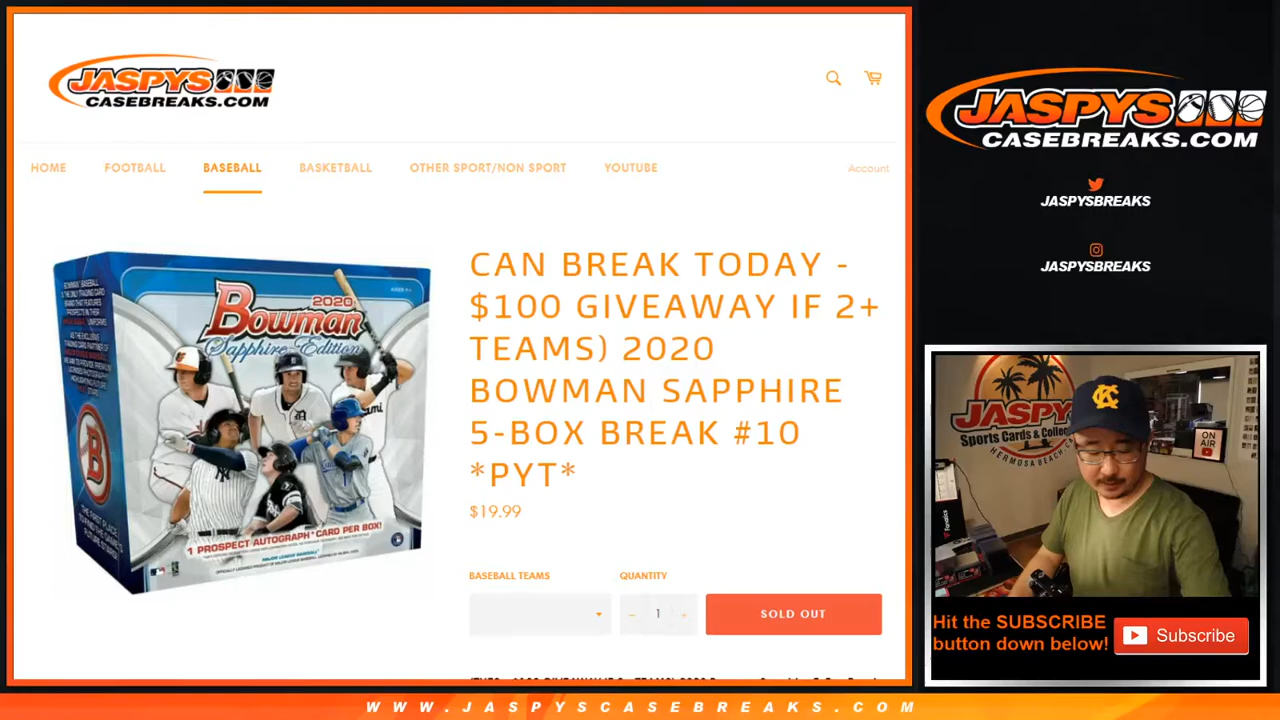 JASPYS
CASEBREAKS.COM
HOME FOOTBALL BASEBALL BASKETBALL OTHER SPORT/NON SPORT YOUTUBE Account
2020
Bowman
Sapphire Edition
1 PROSPECT AUTOGRAPH CARD PER BOX!
CAN BREAK TODAY -
$100 GIVEAWAY IF 2+
TEAMS) 2020
BOWMAN SAPPHIRE
5-BOX BREAK #10
*PYT*
$19.99
BASEBALL TEAMS QUANTITY
− 1 + SOLD OUT
JASPYS
CASEBREAKS.COM
JASPYSBREAKS
JASPYSBREAKS
JASPYS
Sports Cards & Collec
HERMOSA BEACH, C
ON
AIR
KC
Fanatics
Hit the SUBSCRIBE
button down below!
Subscribe
WWW.JASPYSCASEBREAKS.COM